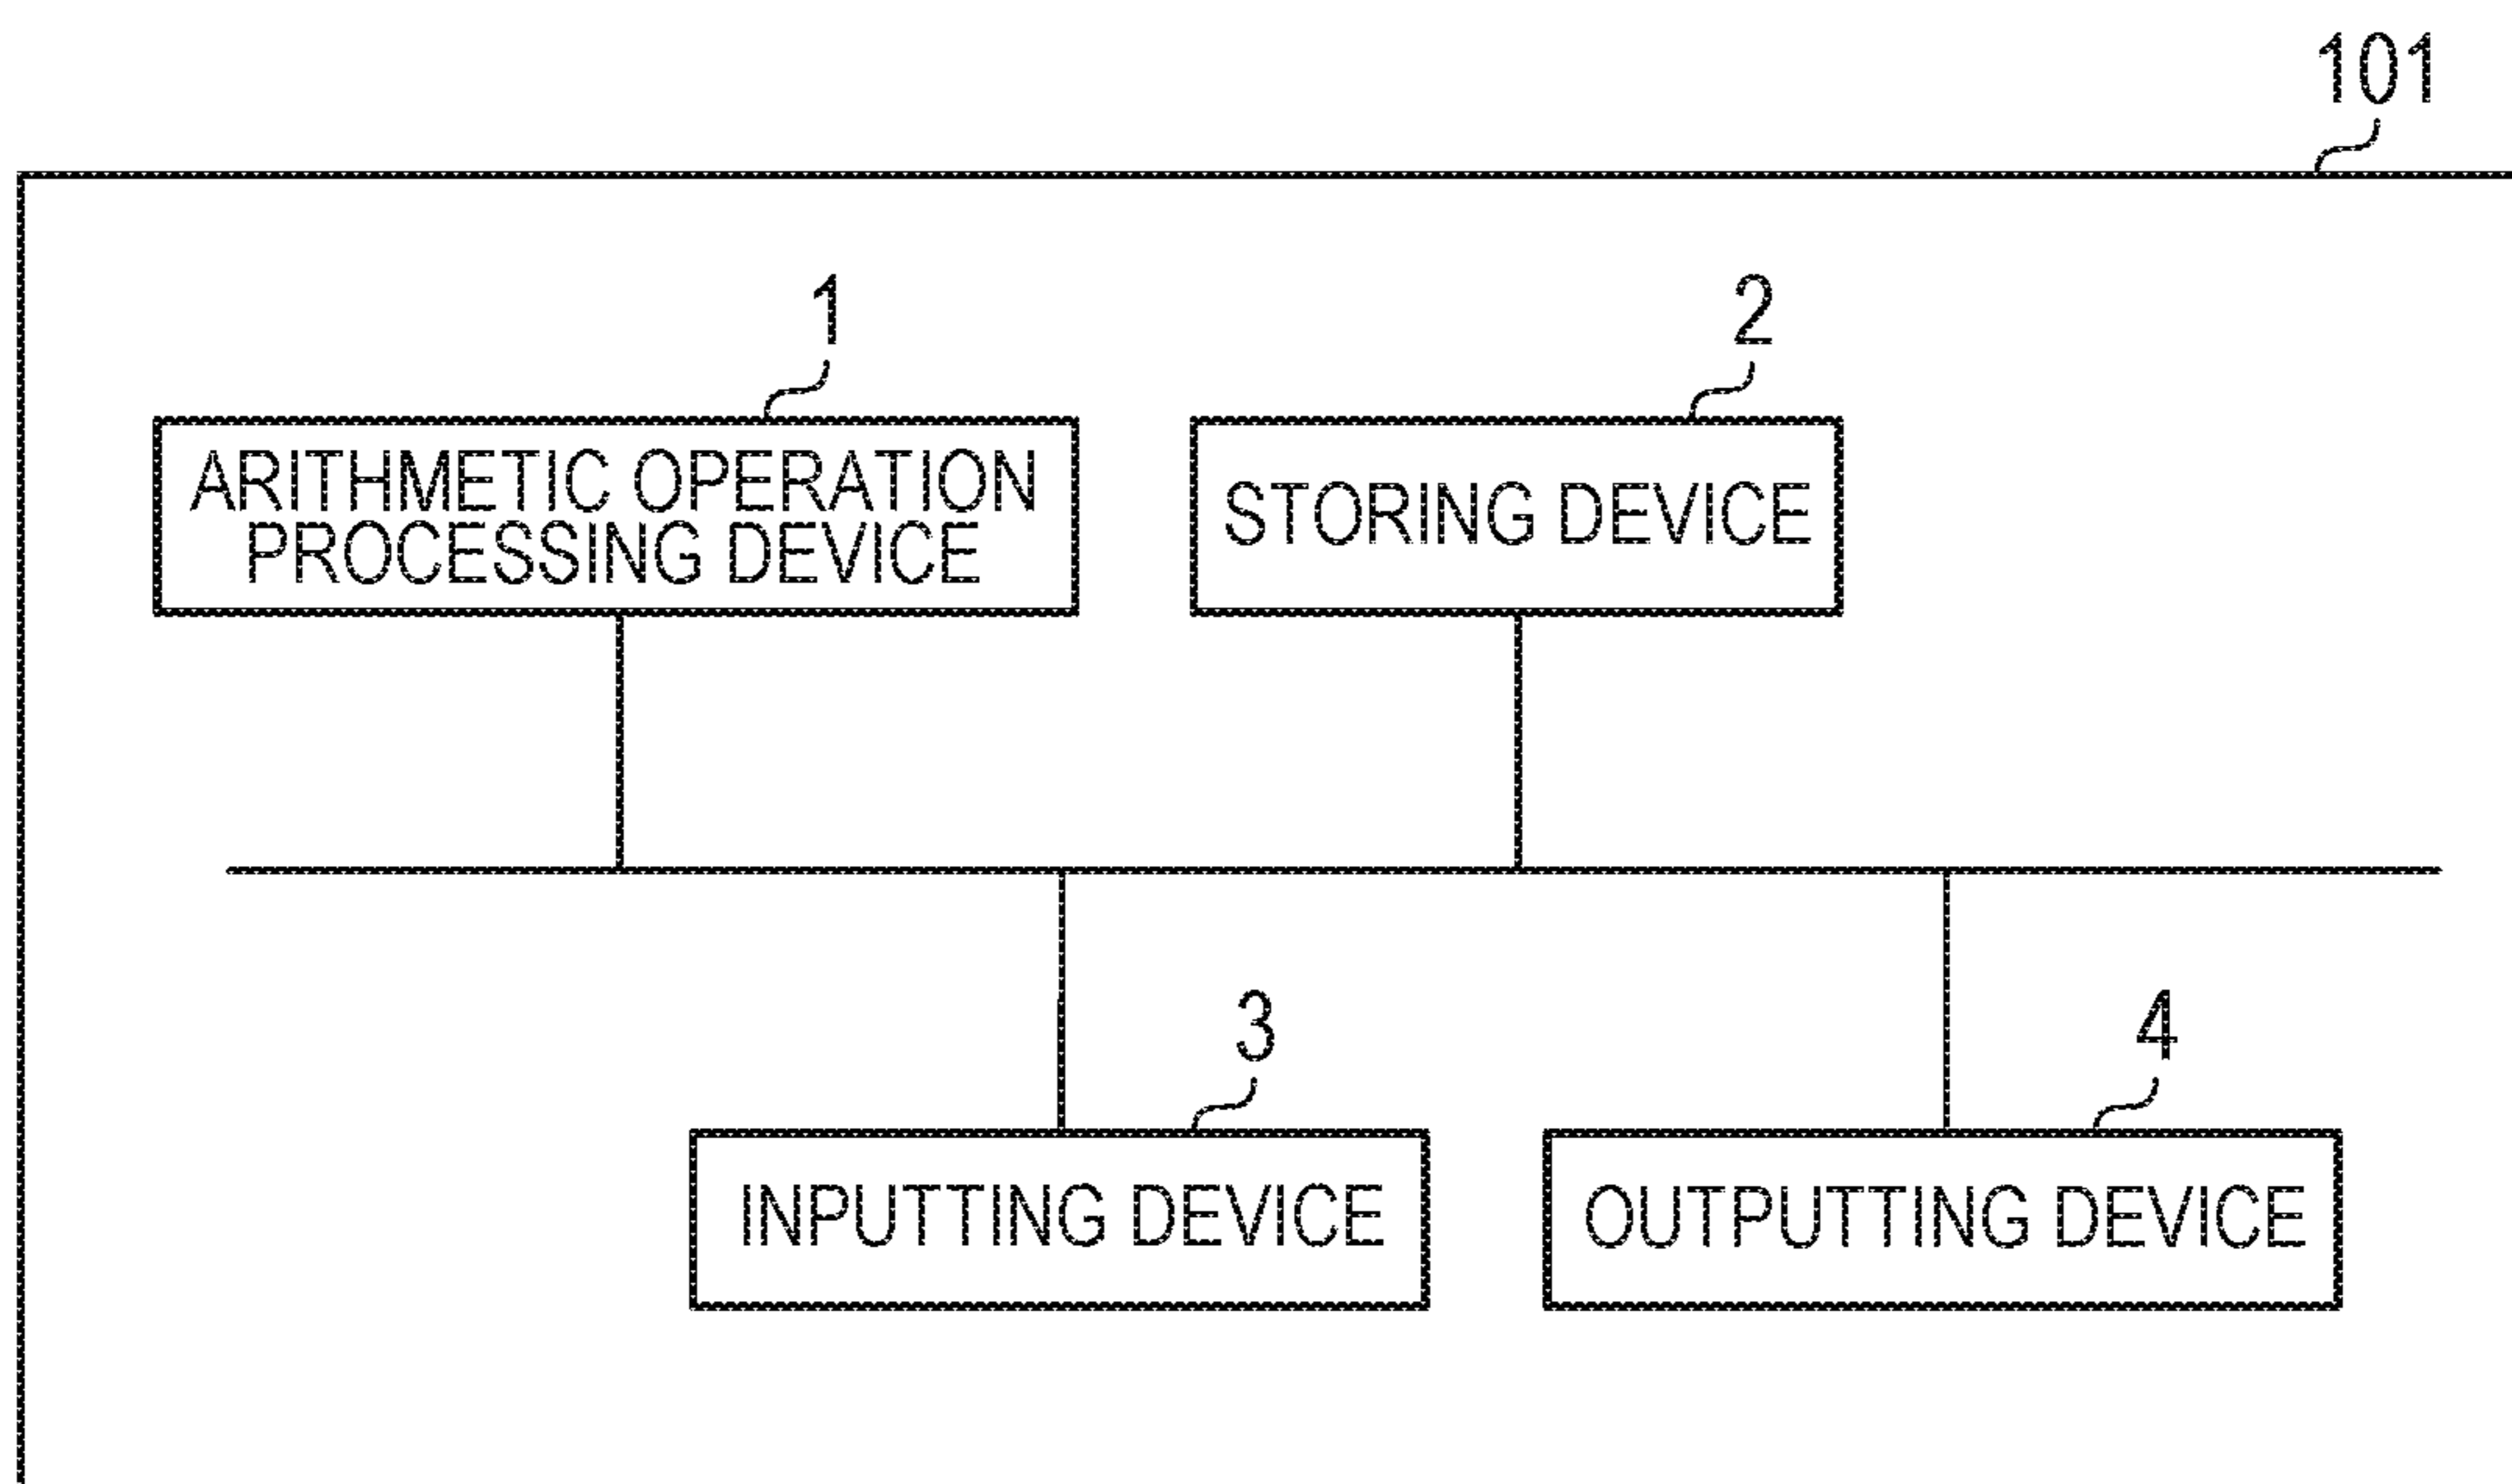 101
1
2
ARITHMETIC OPERATION
PROCESSING DEVICE
STORING DEVICE
3
4
INPUTTING DEVICE
OUTPUTTING DEVICE